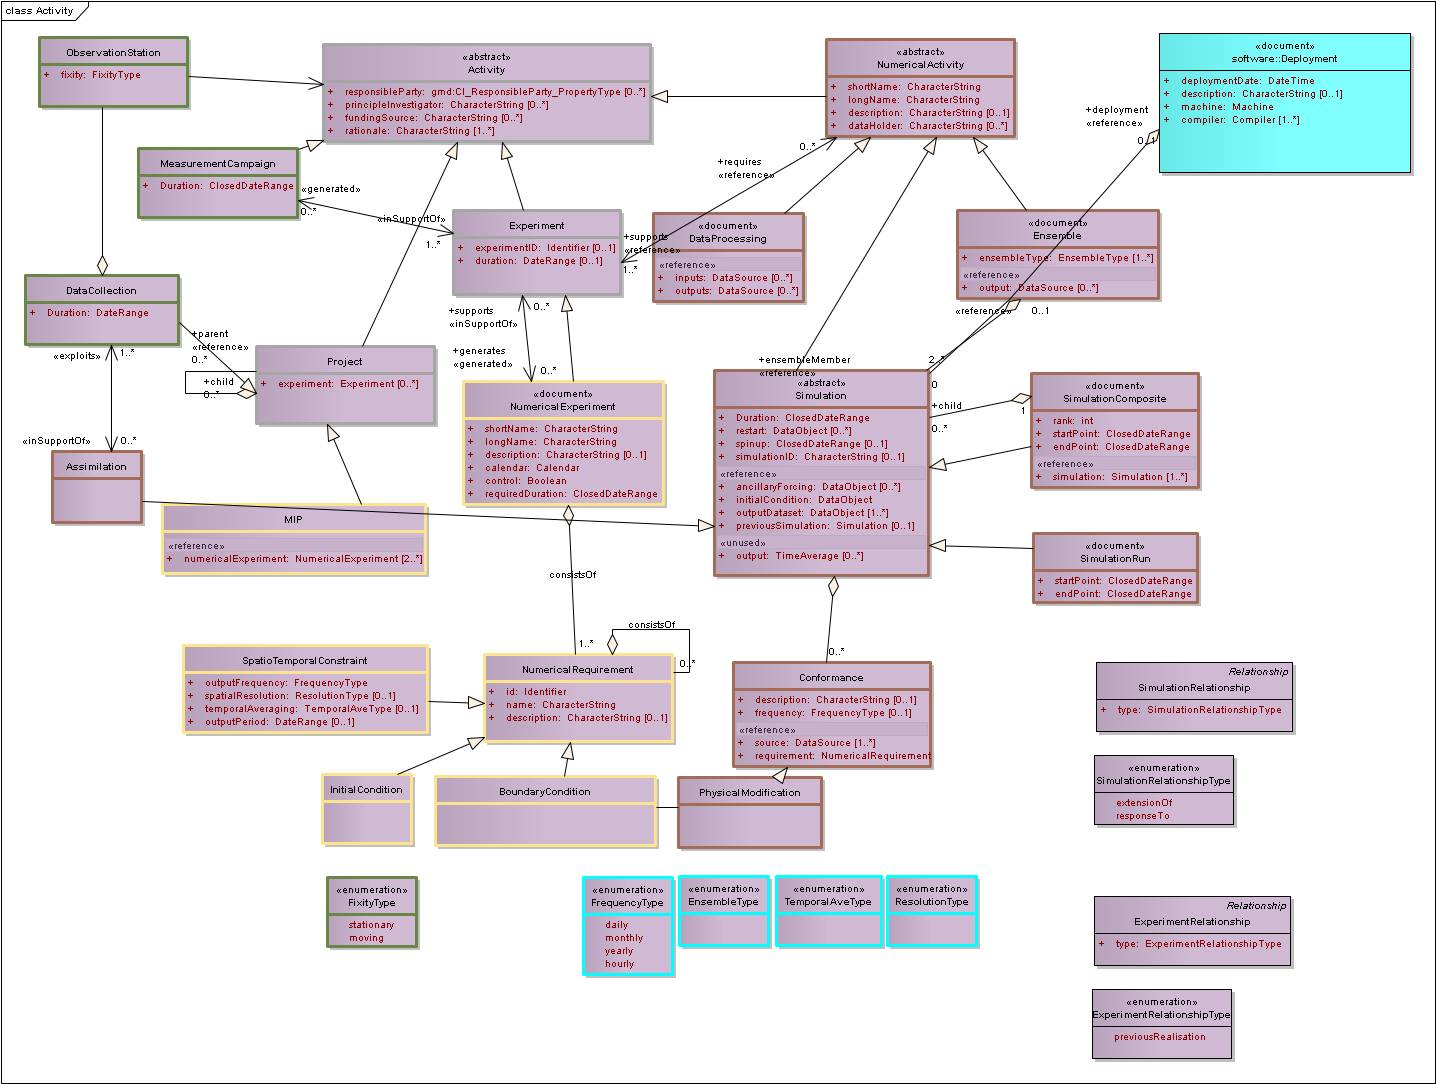 class Activity
ObservationStation
+ fixity: FixityType
«abstract»
Activity
+ responsibleParty: gmd:CI_ResponsibleParty_PropertyType [0..*]
+ principleInvestigator: CharacterString [0..*]
+ fundingSource: CharacterString [0..*]
+ rationale: CharacterString [1..*]
«abstract»
NumericalActivity
+ shortName: CharacterString
+ longName: CharacterString
+ description: CharacterString [0..1]
+ dataHolder: CharacterString [0..*]
«document»
software::Deployment
+ deploymentDate: DateTime
+ description: CharacterString [0..1]
+ machine: Machine
+ compiler: Compiler [1..*]
+deployment
«reference»
0..1
MeasurementCampaign
+ Duration: ClosedDateRange
«generated»
0..*
«inSupportOf»
1..*
Experiment
+ experimentID: Identifier [0..1]
+ duration: DateRange [0..1]
+requires
«reference»
0..*
+supports
«reference»
1..*
«document»
DataProcessing
«reference»
+ inputs: DataSource [0..*]
+ outputs: DataSource [0..*]
«document»
Ensemble
+ ensembleType: EnsembleType [1..*]
«reference»
+ output: DataSource [0..*]
«reference»
0..1
DataCollection
+ Duration: DateRange
«exploits»
1..*
+parent
«reference»
0..*
+child
0..*
Project
+ experiment: Experiment [0..*]
+supports
«inSupportOf»
0..*
+generates
«generated»
0..*
«document»
NumericalExperiment
+ shortName: CharacterString
+ longName: CharacterString
+ description: CharacterString [0..1]
+ calendar: Calendar
+ control: Boolean
+ requiredDuration: ClosedDateRange
+ensembleMember
«reference»
2..*
0
«abstract»
Simulation
+ Duration: ClosedDateRange
+ restart: DataObject [0..*]
+ spinup: ClosedDateRange [0..1]
+ simulationID: CharacterString [0..1]
«reference»
+ ancillaryForcing: DataObject [0..*]
+ initialCondition: DataObject
+ outputDataset: DataObject [1..*]
+ previousSimulation: Simulation [0..1]
«unused»
+ output: TimeAverage [0..*]
+child
0..*
1
«document»
SimulationComposite
+ rank: int
+ startPoint: ClosedDateRange
+ endPoint: ClosedDateRange
«reference»
+ simulation: Simulation [1..*]
«inSupportOf»
0..*
Assimilation
MIP
«reference»
+ numericalExperiment: NumericalExperiment [2..*]
«document»
SimulationRun
+ startPoint: ClosedDateRange
+ endPoint: ClosedDateRange
consistsOf
1..*
consistsOf
0..*
0..*
SpatioTemporalConstraint
+ outputFrequency: FrequencyType
+ spatialResolution: ResolutionType [0..1]
+ temporalAveraging: TemporalAveType [0..1]
+ outputPeriod: DateRange [0..1]
NumericalRequirement
+ id: Identifier
+ name: CharacterString
+ description: CharacterString [0..1]
Conformance
+ description: CharacterString [0..1]
+ frequency: FrequencyType [0..1]
«reference»
+ source: DataSource [1..*]
+ requirement: NumericalRequirement
Relationship
SimulationRelationship
+ type: SimulationRelationshipType
InitialCondition
BoundaryCondition
PhysicalModification
«enumeration»
SimulationRelationshipType
extensionOf
responseTo
«enumeration»
FixityType
stationary
moving
«enumeration»
FrequencyType
daily
monthly
yearly
hourly
«enumeration»
EnsembleType
«enumeration»
TemporalAveType
«enumeration»
ResolutionType
Relationship
ExperimentRelationship
+ type: ExperimentRelationshipType
«enumeration»
ExperimentRelationshipType
previousRealisation